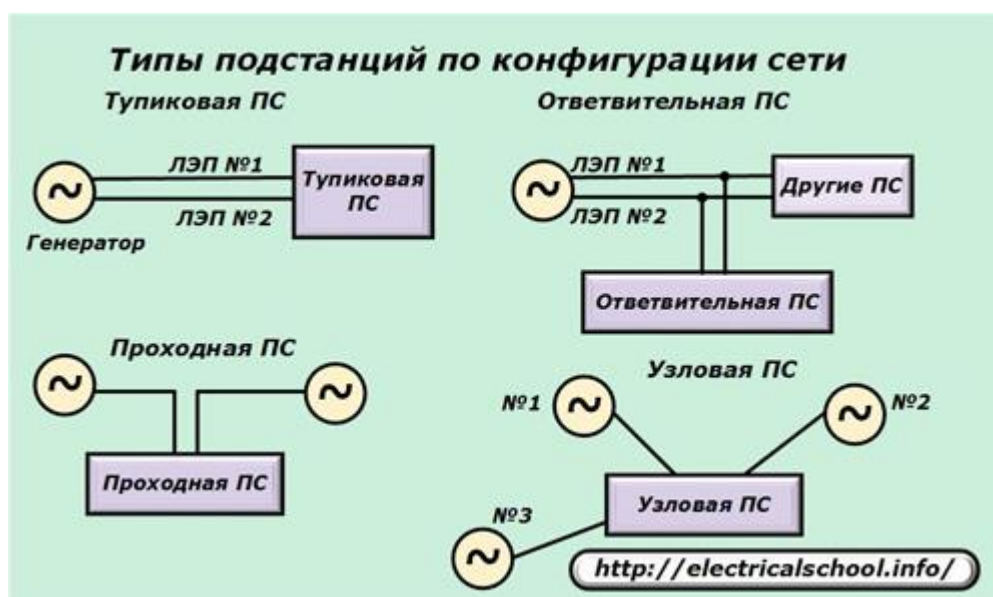 Типы подстанций по конфигурации сети
Тупиковая ПС
ЛЭП №1
ЛЭП №2
Генератор
Тупиковая
ПС
Ответвительная ПС
ЛЭП №1
ЛЭП №2
Другие ПС
Ответвительная ПС
Проходная ПС
Проходная ПС
Узловая ПС
№1
№2
Узловая ПС
№3
http://electricalschool.info/